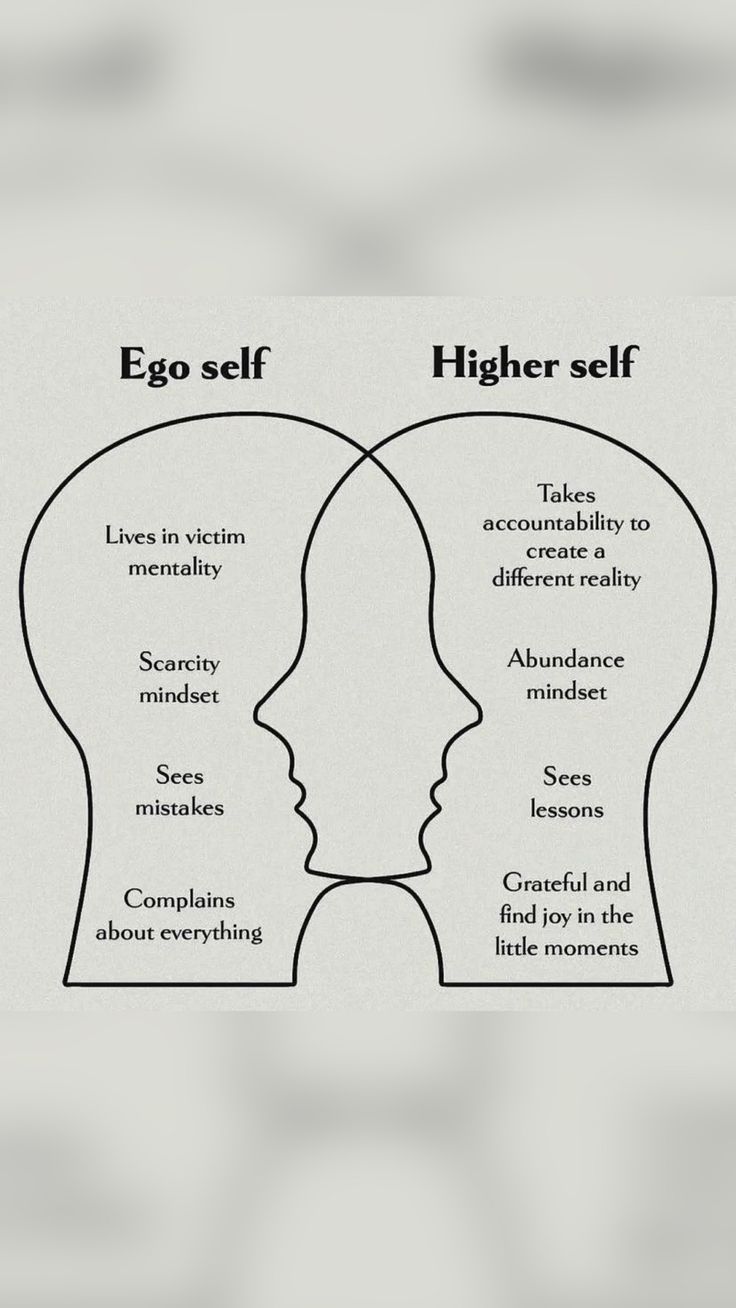 Ego self
Lives in victim
mentality
Scarcity
mindset
Sees
mistakes
Complains
about everything
Higher self
Takes
accountability to
create a
different reality
Abundance
mindset
Sees
lessons
Grateful and
find joy in the
little moments